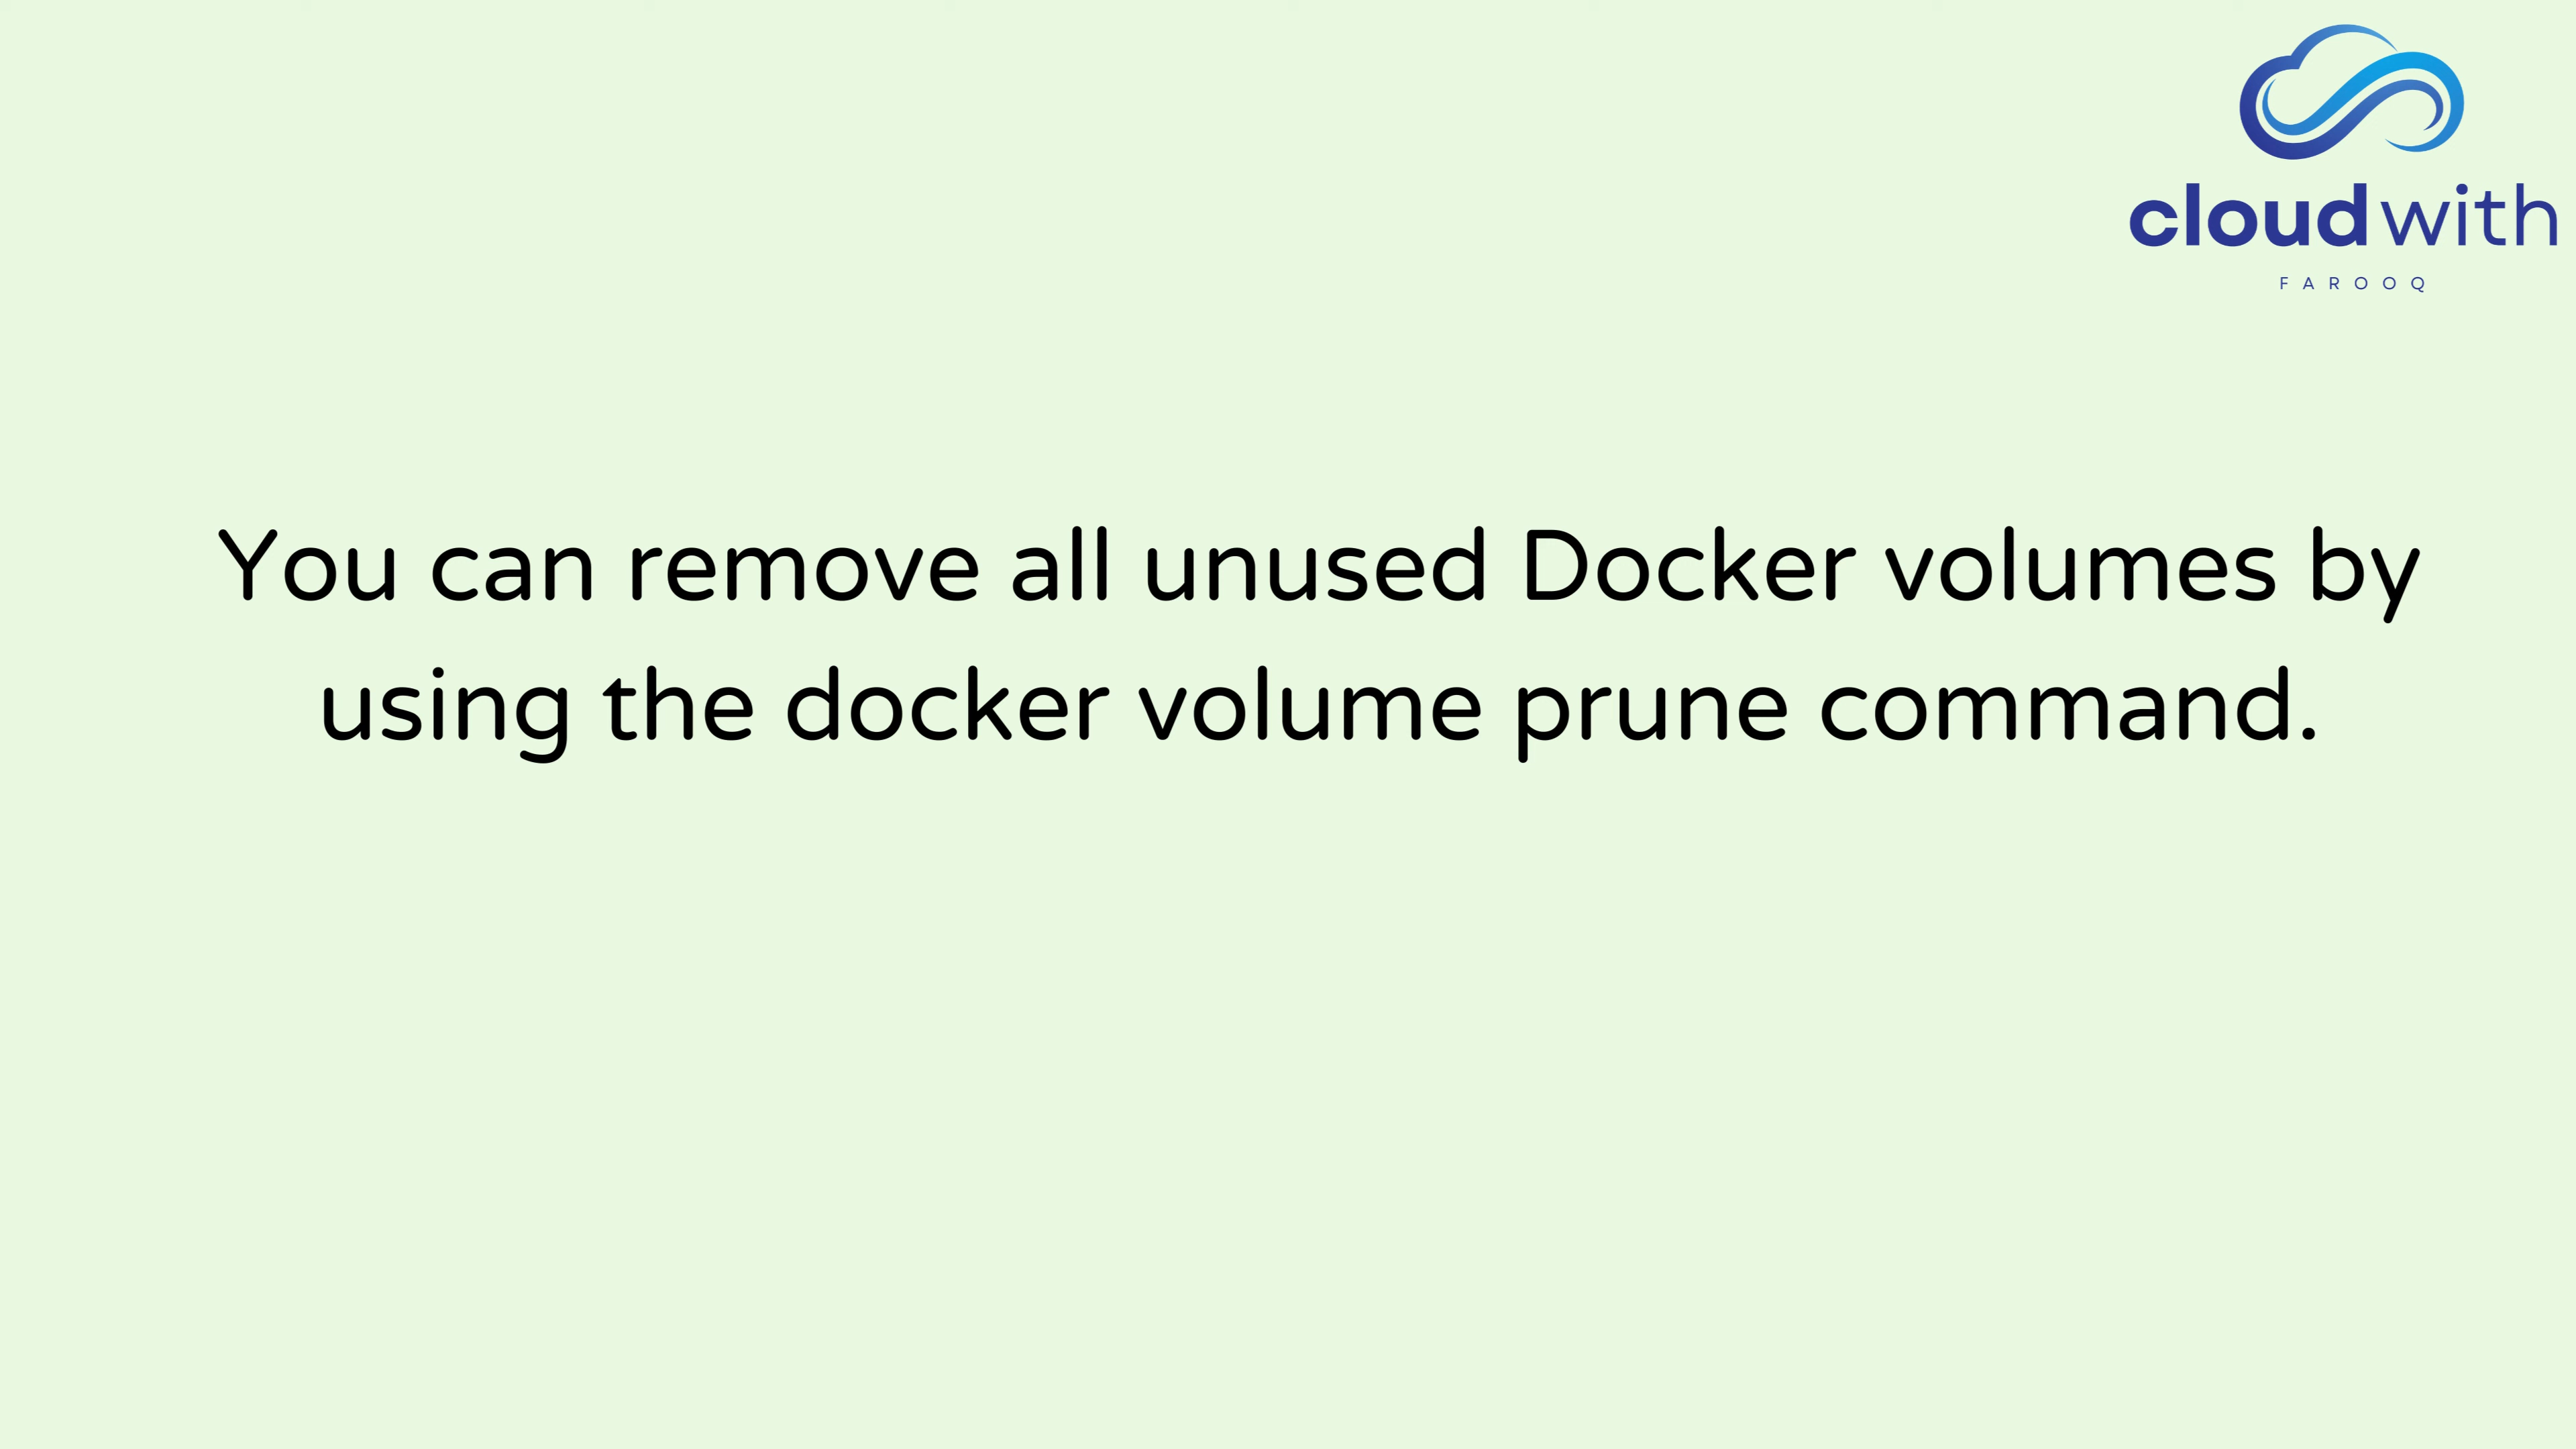 cloud with
FAROOQ
You can remove all unused Docker volumes by
using the docker volume prune command.